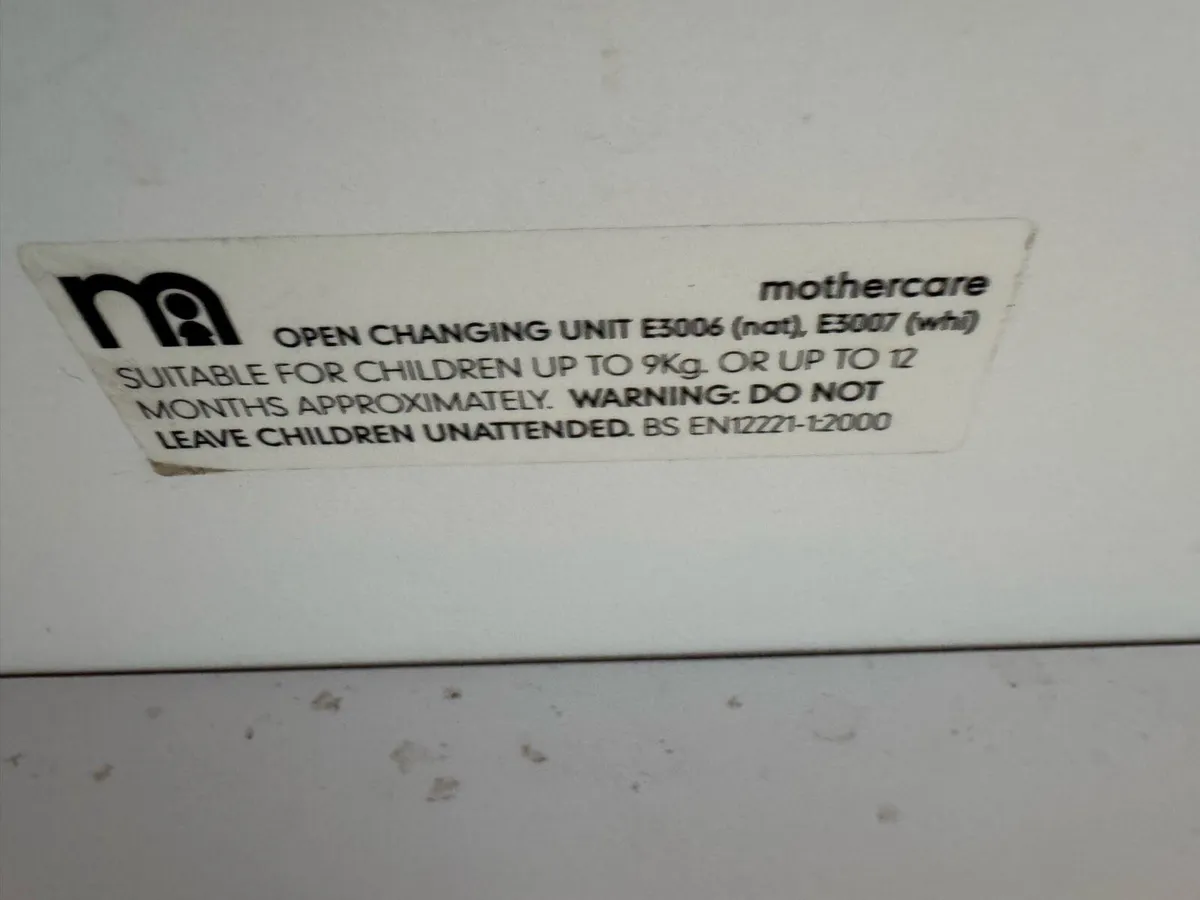 mothercare
OPEN CHANGING UNIT E3006 (nat), E3007 (whi)
SUITABLE FOR CHILDREN UP TO 9Kg. OR UP TO 12
MONTHS APPROXIMATELY. WARNING: DO NOT
LEAVE CHILDREN UNATTENDED. BS EN12221-1:2000